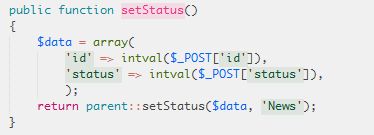 public function setStatus()
{
    $data = array(
        'id' => intval($_POST['id']),
        'status' => intval($_POST['status']),
        );
    return parent::setStatus($data, 'News');
}